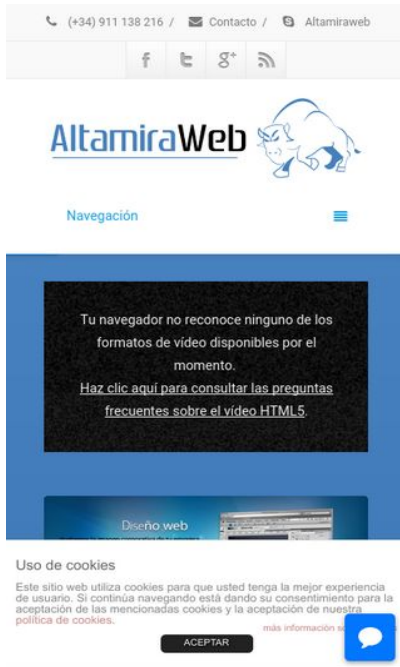 (+34) 911 138 216 / Contacto / Altamiraweb
AltamiraWeb
Navegación
Tu navegador no reconoce ninguno de los
formatos de vídeo disponibles por el
momento.
Haz clic aquí para consultar las preguntas
frecuentes sobre el vídeo HTML5.
Diseño web
Uso de cookies
Este sitio web utiliza cookies para que usted tenga la mejor experiencia
de usuario. Si continúa navegando está dando su consentimiento para la
aceptación de las mencionadas cookies y la aceptación de nuestra
política de cookies.
más información
ACEPTAR